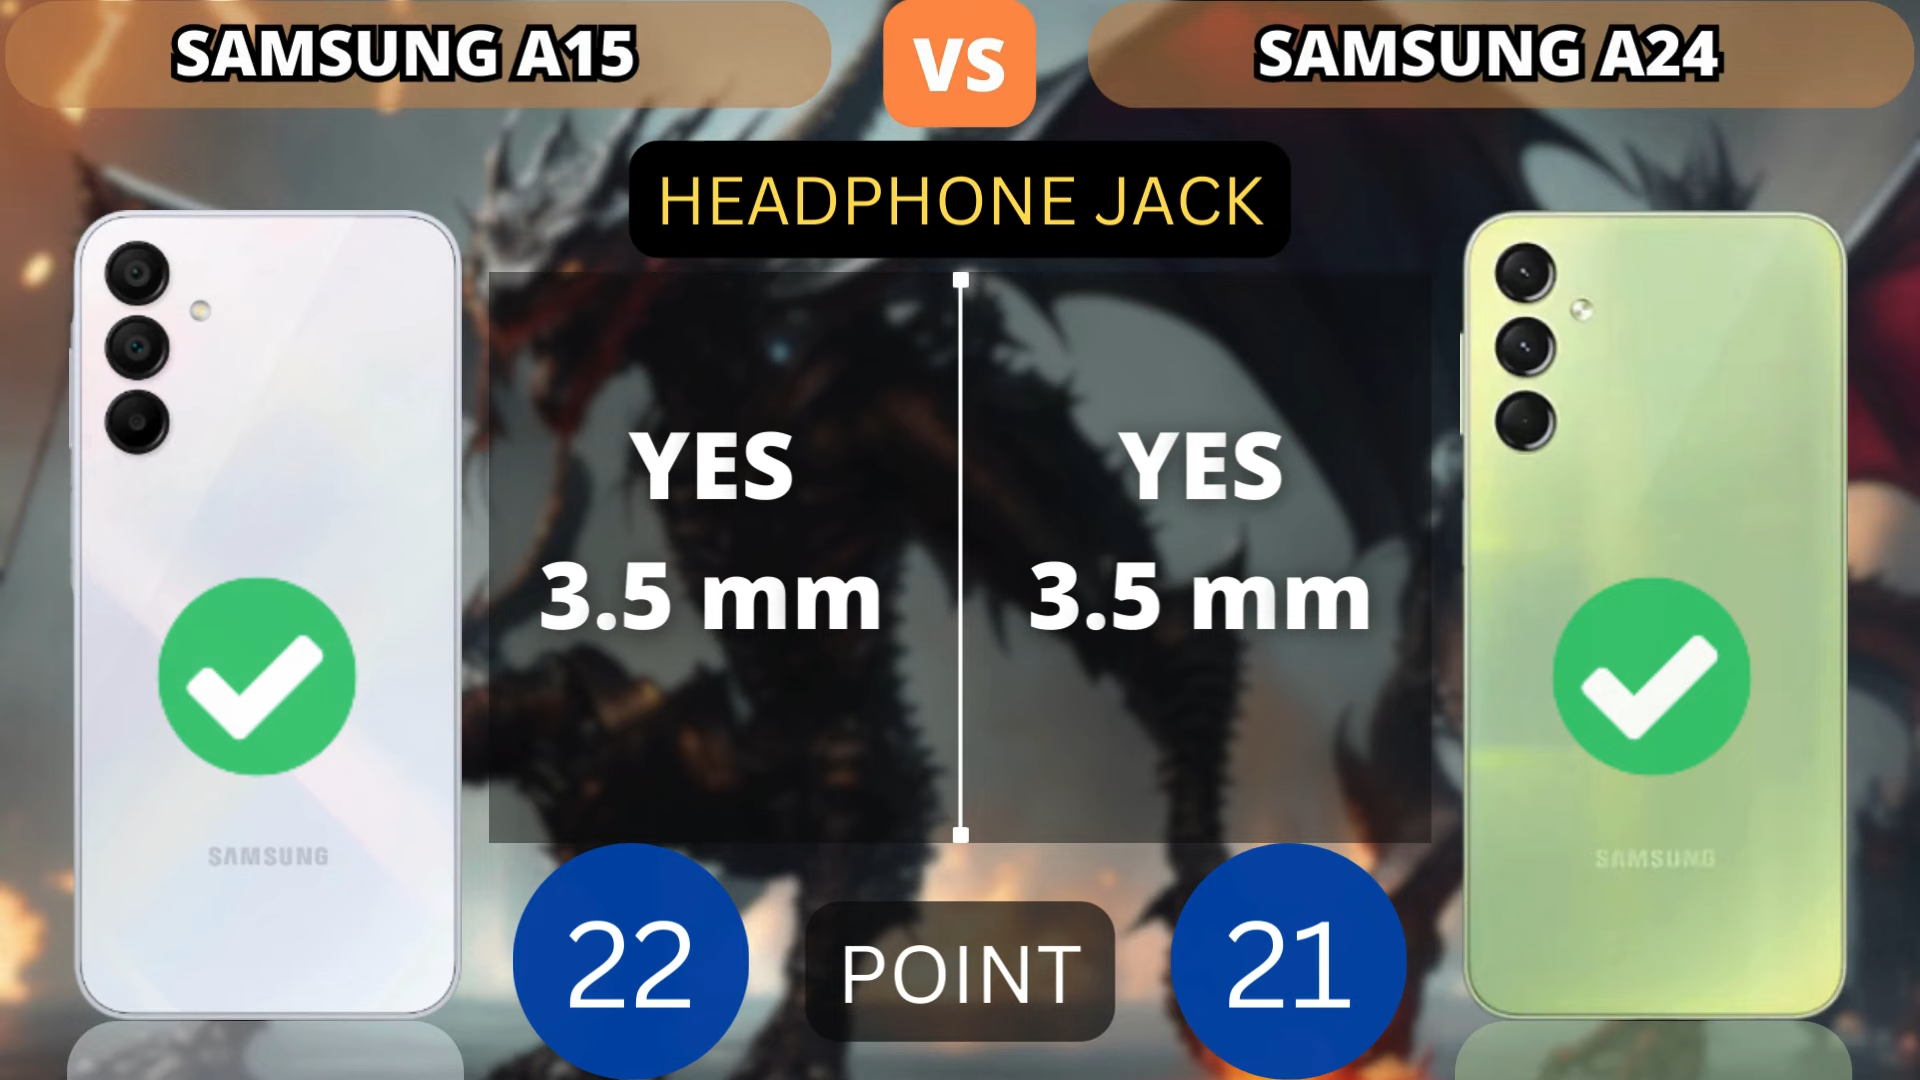 SAMSUNG A15
VS
SAMSUNG A24
HEADPHONE JACK
YES
3.5 mm
YES
3.5 mm
SAMSUNG
SAMSUNG
22
POINT
21